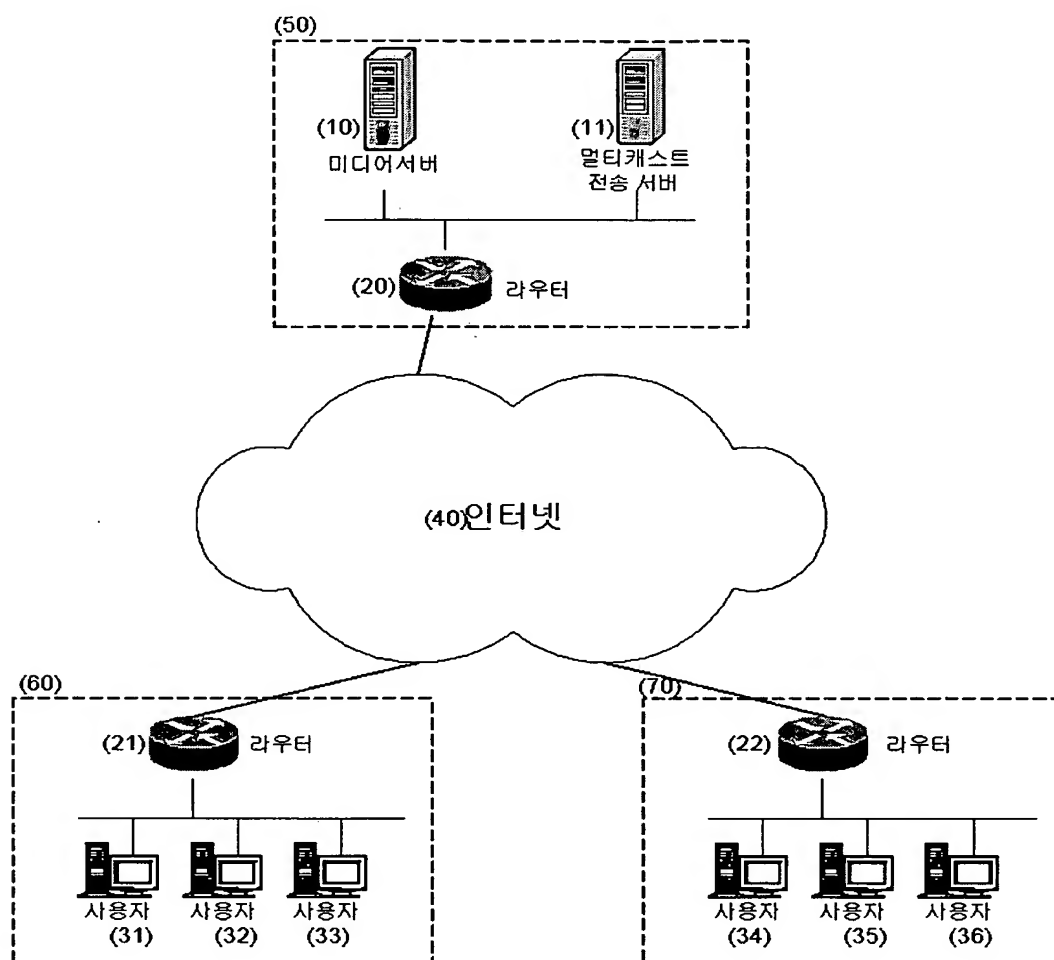 (50)
(10)
미디어서버
(11)
멀티캐스트
전송 서버
(20)
라우터
(40)인터넷
(60)
(21)
라우터
사용자
(31)
사용자
(32)
사용자
(33)
(70)
(22)
라우터
사용자
(34)
사용자
(35)
사용자
(36)